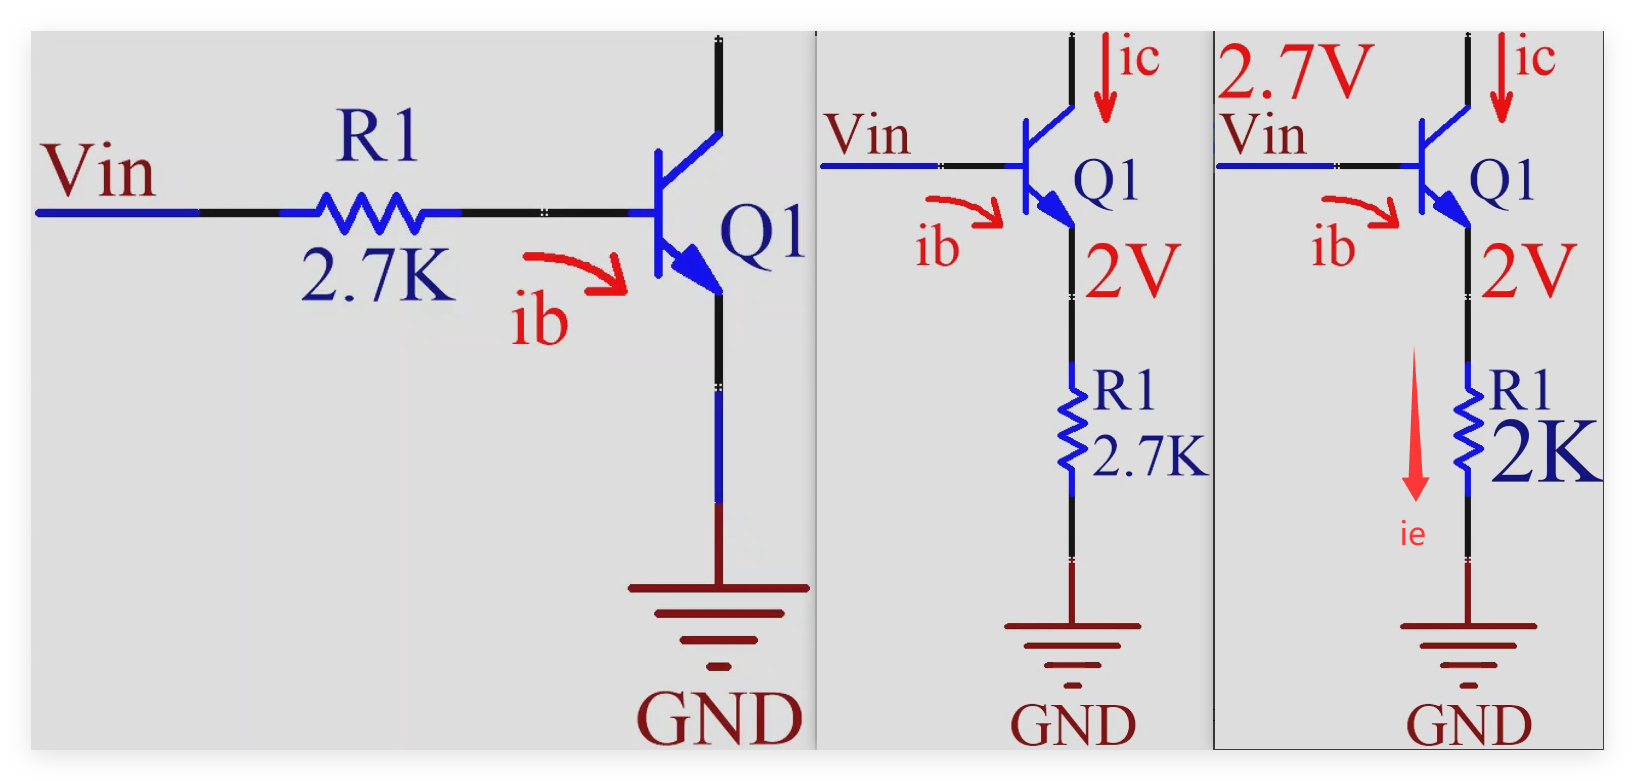 R1
Vin
Q1
2.7K
ib
GND
ic
Vin
Q1
ib
2V
R1
2.7K
GND
2.7V
ic
Vin
Q1
ib
2V
R1
2K
ie
GND